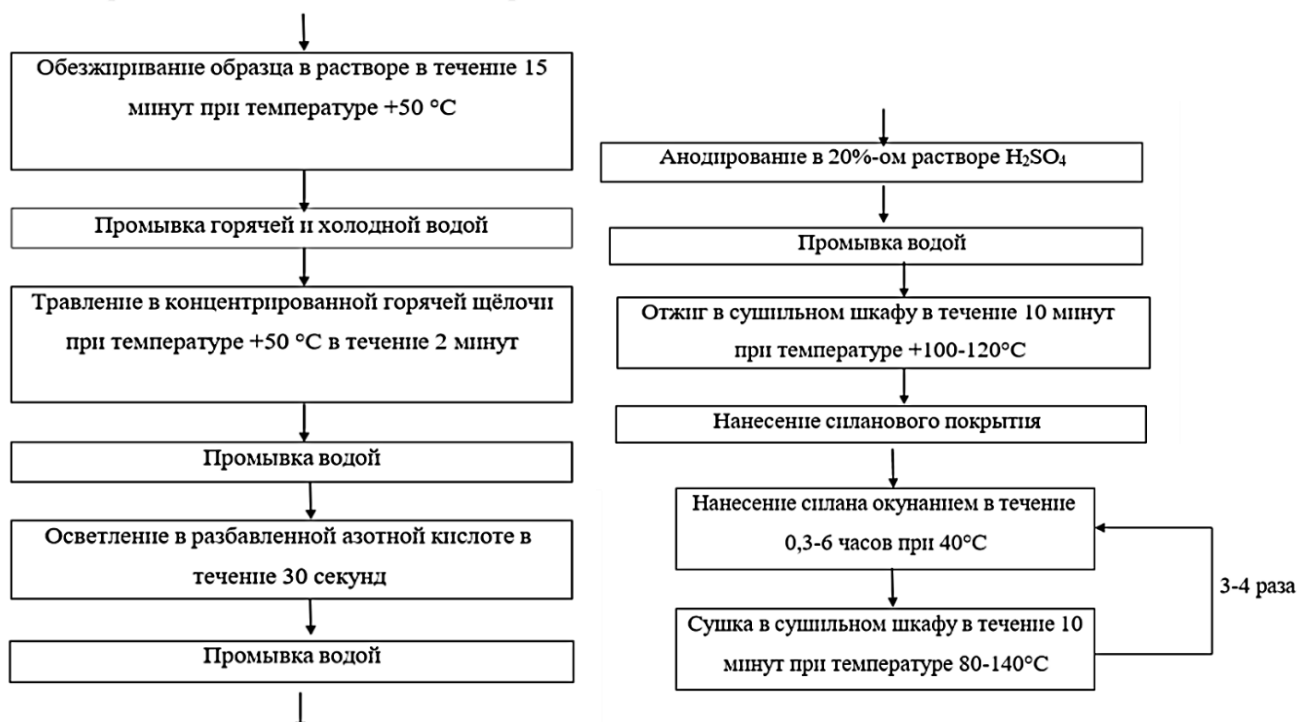 Обезжиривание образца в растворе в течение 15
минут при температуре +50 °С
Промывка горячей и холодной водой
Травление в концентрированной горячей щёлочи
при температуре +50 °С в течение 2 минут
Промывка водой
Осветление в разбавленной азотной кислоте в
течение 30 секунд
Промывка водой
Анодирование в 20%-ом растворе H₂SO₄
Промывка водой
Отжиг в сушильном шкафу в течение 10 минут
при температуре +100-120°С
Нанесение силанового покрытия
Нанесение силана окунанием в течение
0,3-6 часов при 40°С
3-4 раза
Сушка в сушильном шкафу в течение 10
минут при температуре 80-140°С